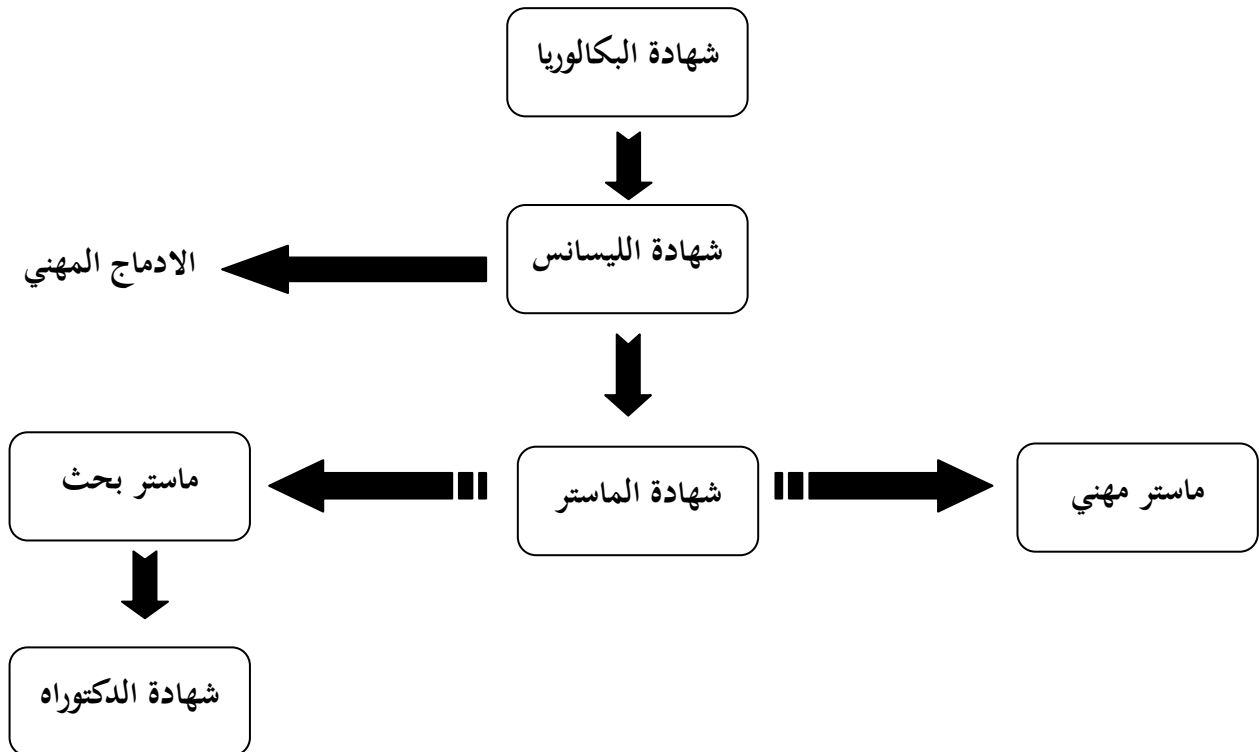 شهادة البكالوريا
شهادة الليسانس
الادماج المهني
ماستر مهني
شهادة الماستر
ماستر بحث
شهادة الدكتوراه